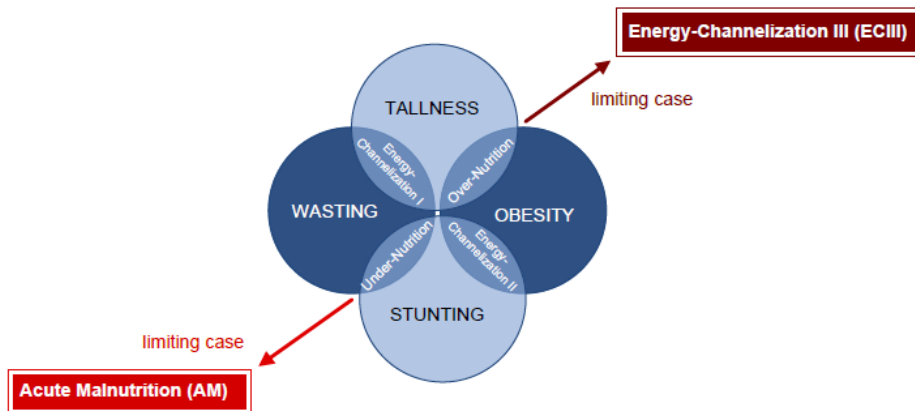 Energy-Channelization III (ECIII)
limiting case
TALLNESS
Energy-
Channelization I
Over-Nutrition
WASTING
OBESITY
Under-Nutrition
Energy-
Channelization II
STUNTING
limiting case
Acute Malnutrition (AM)